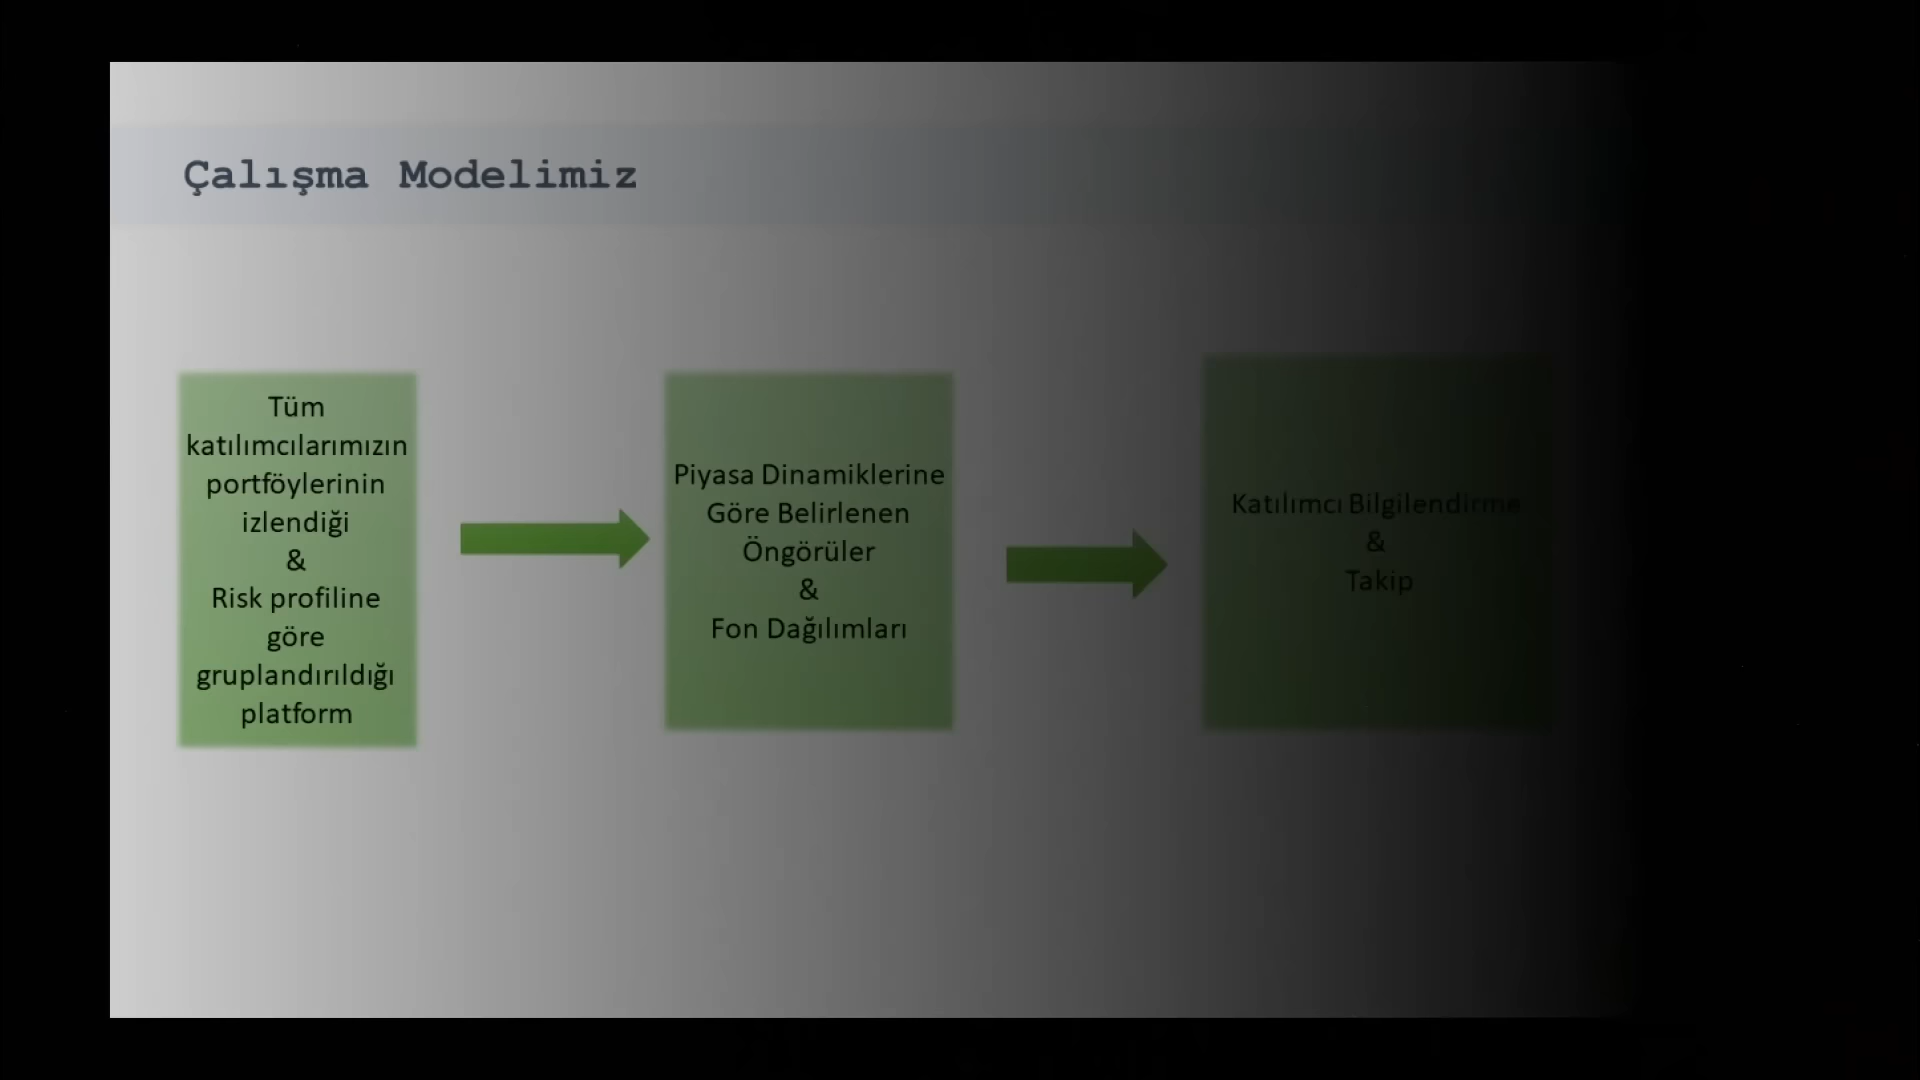 Çalışma Modelimiz
Tüm
katılımcılarımızın
portföylerinin
izlendiği
&
Risk profiline
göre
gruplandırıldığı
platform
Piyasa Dinamiklerine
Göre Belirlenen
Öngörüler
&
Fon Dağılımları
Katılımcı Bilgilendirme
&
Takip